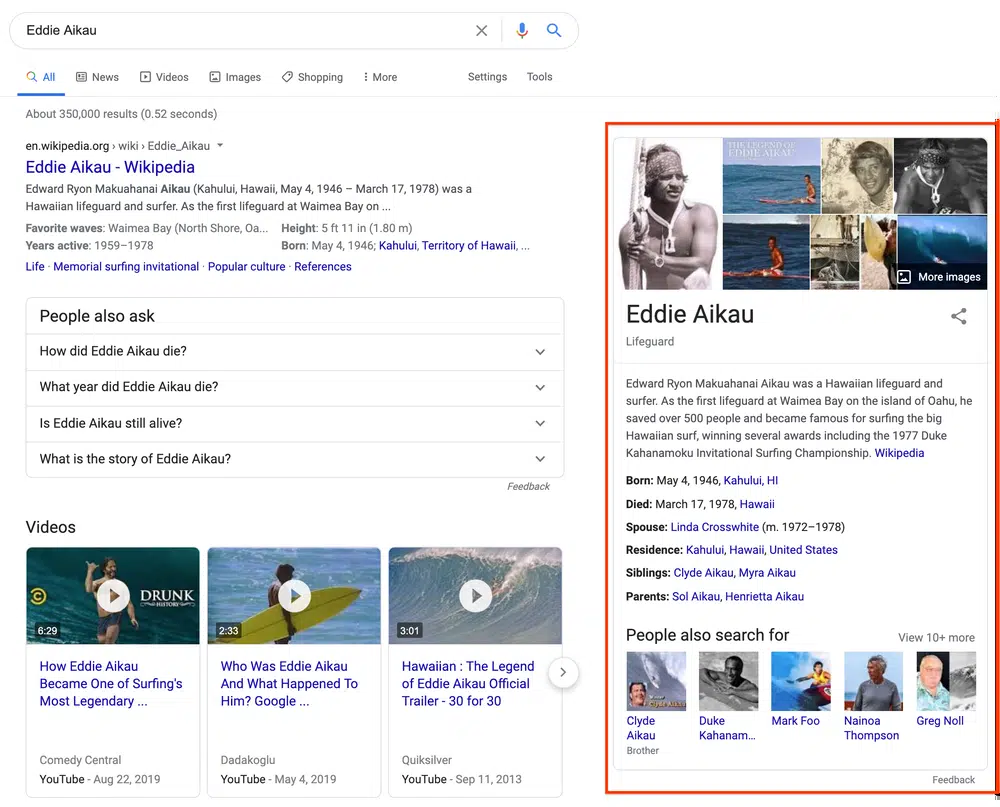 Eddie Aikau
All
News
Videos
Images
Shopping
More
Settings
Tools
About 350,000 results (0.52 seconds)
en.wikipedia.org › wiki › Eddie_Aikau
Eddie Aikau - Wikipedia
Edward Ryon Makuahanai Aikau (Kahului, Hawaii, May 4, 1946 – March 17, 1978) was a
Hawaiian lifeguard and surfer. As the first lifeguard at Waimea Bay on ...
Favorite waves: Waimea Bay (North Shore, Oa... Height: 5 ft 11 in (1.80 m)
Years active: 1959–1978 Born: May 4, 1946; Kahului, Territory of Hawaii, ...
Life · Memorial surfing invitational · Popular culture · References
People also ask
How did Eddie Aikau die?
What year did Eddie Aikau die?
Is Eddie Aikau still alive?
What is the story of Eddie Aikau?
Feedback
Videos
DRUNK
HISTORY
6:29
How Eddie Aikau
Became One of Surfing's
Most Legendary ...
Comedy Central
YouTube - Aug 22, 2019
2:33
Who Was Eddie Aikau
And What Happened To
Him? Google ...
Dadakoglu
YouTube - May 4, 2019
3:01
Hawaiian : The Legend
of Eddie Aikau Official
Trailer - 30 for 30
Quiksilver
YouTube - Sep 11, 2013
THE LEGEND OF
EDDIE AIKAU
More images
Eddie Aikau
Lifeguard
Edward Ryon Makuahanai Aikau was a Hawaiian lifeguard and
surfer. As the first lifeguard at Waimea Bay on the island of Oahu, he
saved over 500 people and became famous for surfing the big
Hawaiian surf, winning several awards including the 1977 Duke
Kahanamoku Invitational Surfing Championship. Wikipedia
Born: May 4, 1946, Kahului, HI
Died: March 17, 1978, Hawaii
Spouse: Linda Crosswhite (m. 1972–1978)
Residence: Kahului, Hawaii, United States
Siblings: Clyde Aikau, Myra Aikau
Parents: Sol Aikau, Henrietta Aikau
People also search for
View 10+ more
Clyde Aikau
Clyde
Aikau
Brother
Duke
Kahanam...
Mark Foo
Nainoa
Thompson
Greg Noll
Feedback